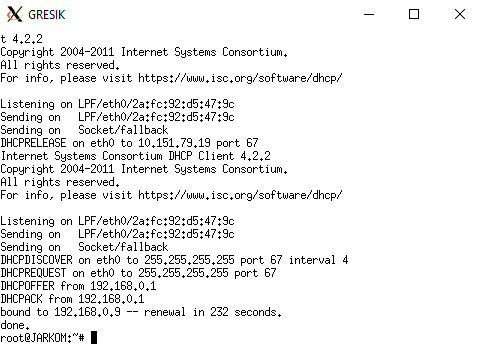 GRESIK
t 4.2.2
Copyright 2004-2011 Internet Systems Consortium.
All rights reserved.
For info, please visit https://www.isc.org/software/dhcp/
Listening on LPF/eth0/2a:fc:92:d5:47:9c
Sending on   LPF/eth0/2a:fc:92:d5:47:9c
Sending on   Socket/fallback
DHCPRELEASE on eth0 to 10.151.79.19 port 67
Internet Systems Consortium DHCP Client 4.2.2
Copyright 2004-2011 Internet Systems Consortium.
All rights reserved.
For info, please visit https://www.isc.org/software/dhcp/
Listening on LPF/eth0/2a:fc:92:d5:47:9c
Sending on   LPF/eth0/2a:fc:92:d5:47:9c
Sending on   Socket/fallback
DHCPDISCOVER on eth0 to 255.255.255.255 port 67 interval 4
DHCPREQUEST on eth0 to 255.255.255.255 port 67
DHCPOFFER from 192.168.0.1
DHCPACK from 192.168.0.1
bound to 192.168.0.9 -- renewal in 232 seconds.
done.
root@JARKOM:~#